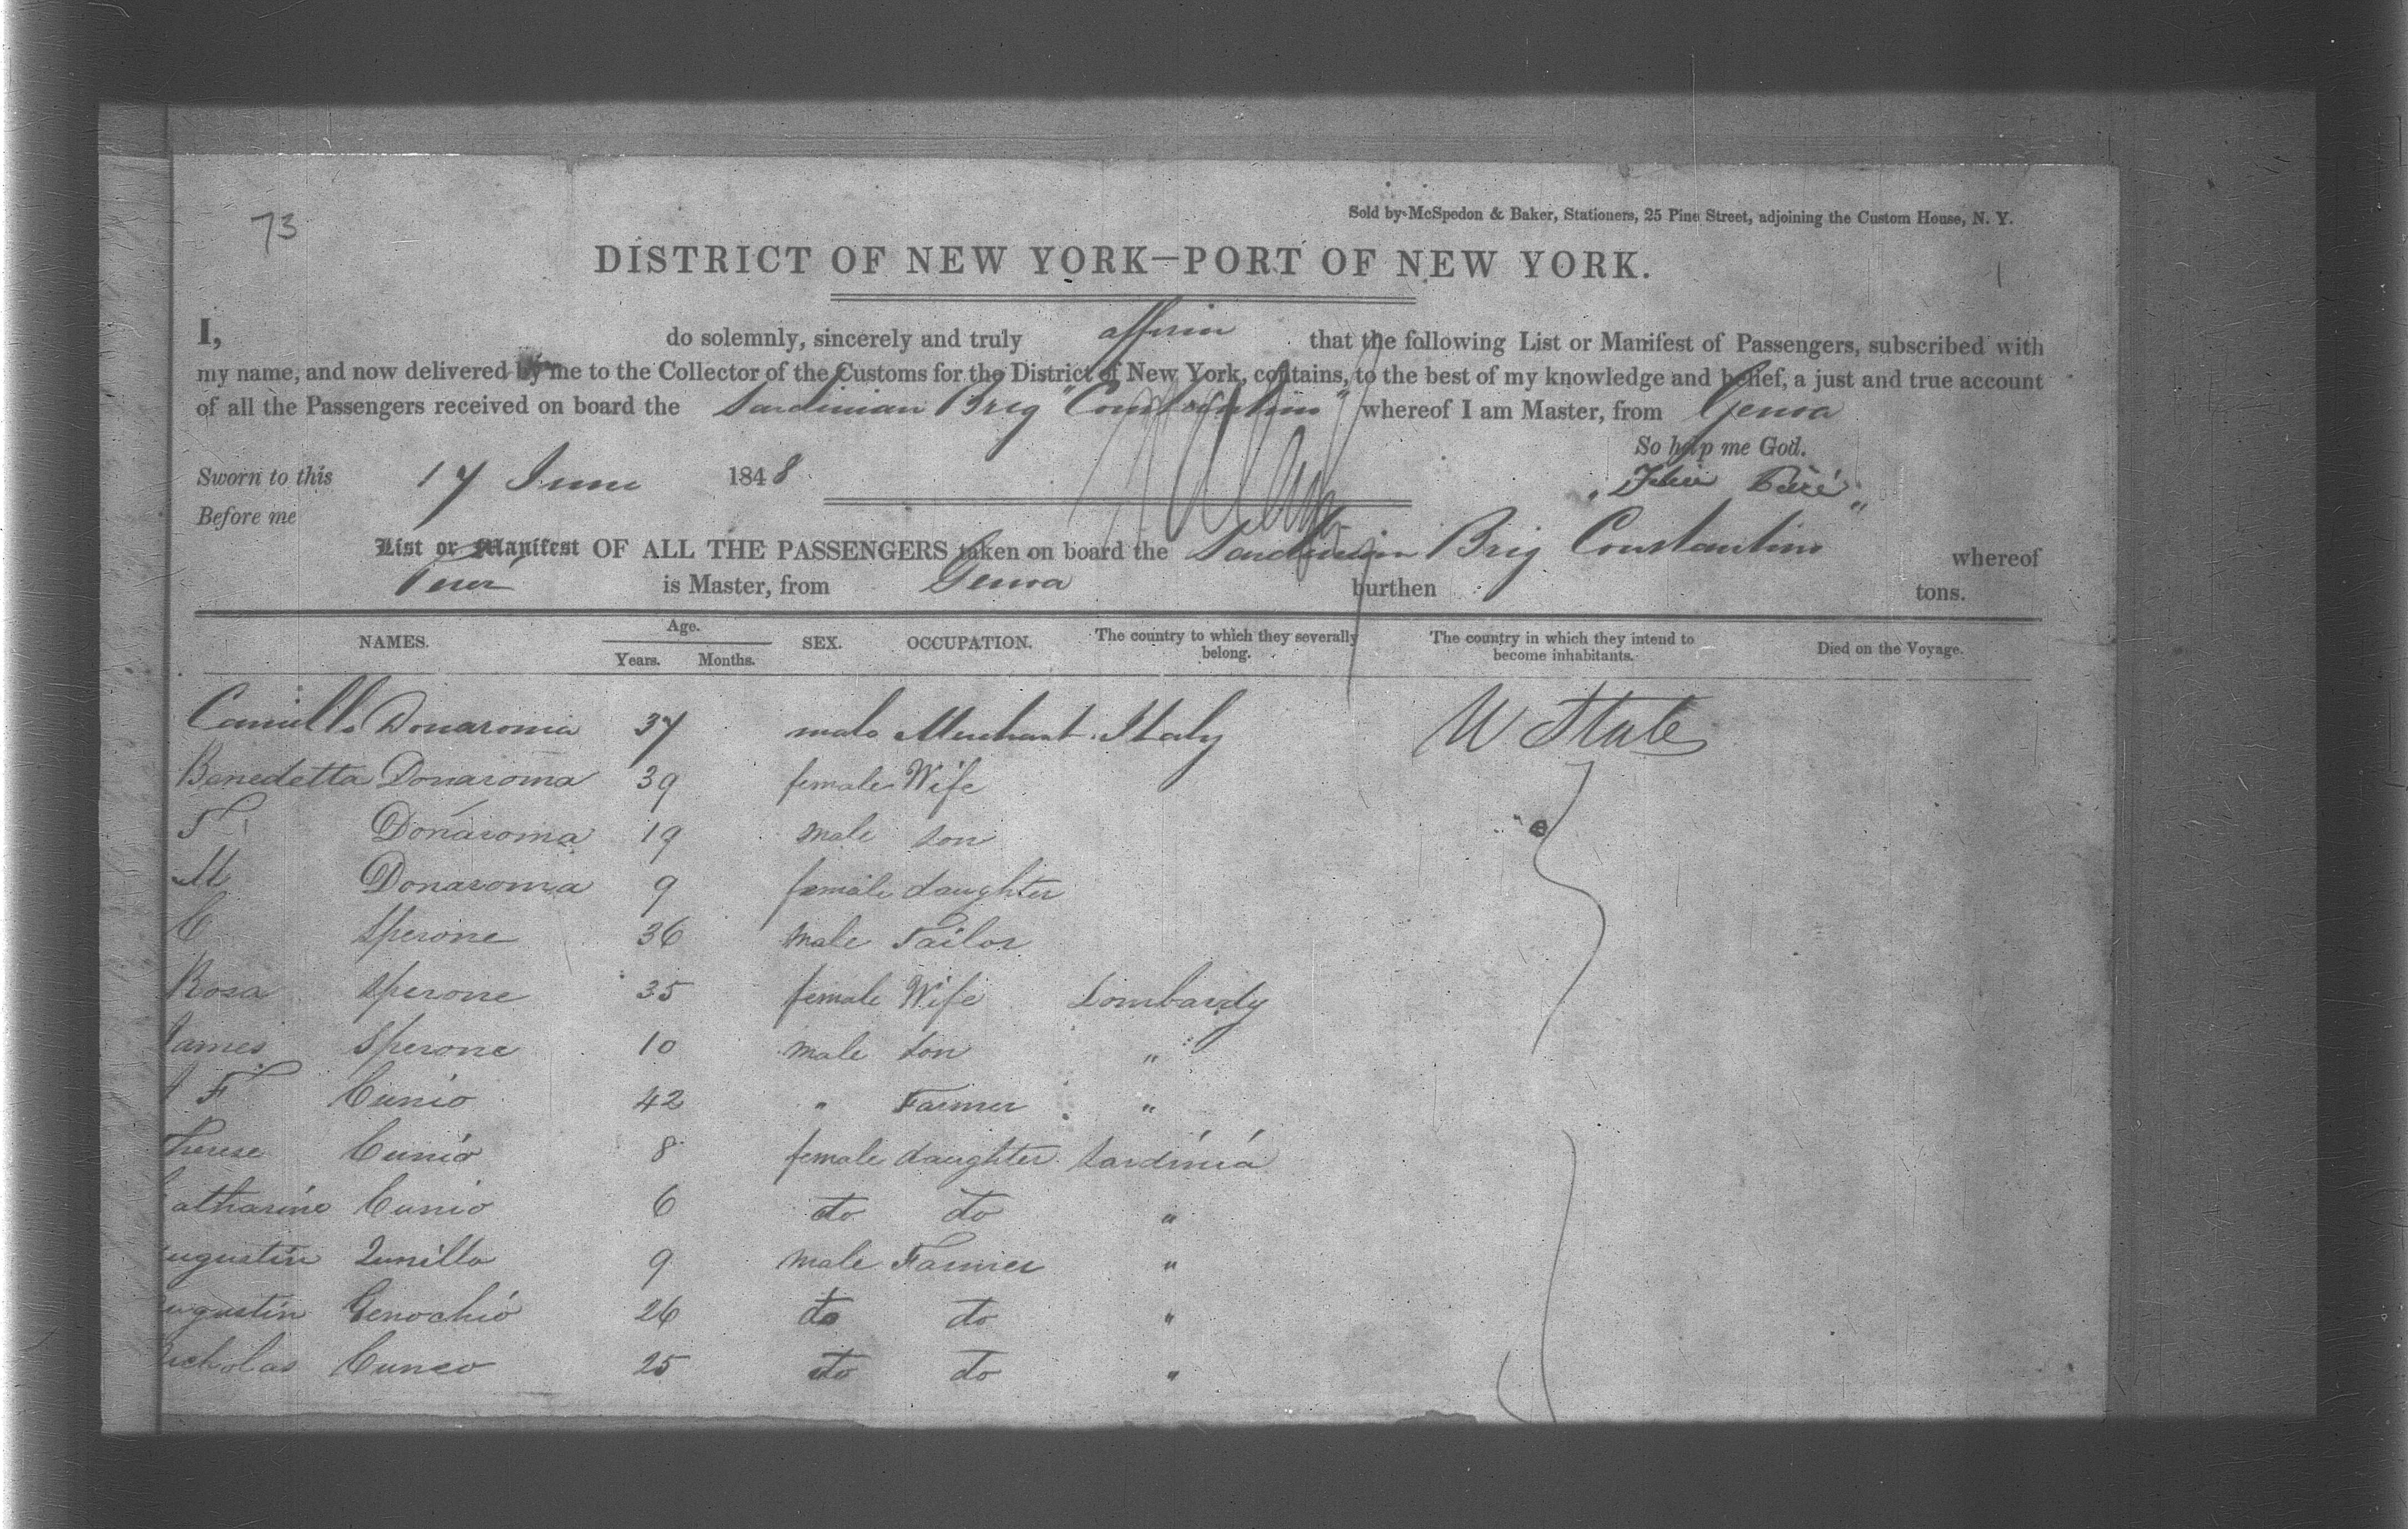 73
Sold by McSpedon & Baker, Stationers, 25 Pine Street, adjoining the Custom House, N. Y.
DISTRICT OF NEW YORK—PORT OF NEW YORK.
I, do solemnly, sincerely and truly affirm that the following List or Manifest of Passengers, subscribed with
my name, and now delivered by me to the Collector of the Customs for the District of New York, contains, to the best of my knowledge and belief, a just and true account
of all the Passengers received on board the Sardinian Brig "Constantino" whereof I am Master, from Genoa
So help me God.
Sworn to this 17 June 1848
Before me
List or Manifest OF ALL THE PASSENGERS taken on board the Sardinian Brig Constantino whereof
is Master, from Genoa burthen tons.
NAMES. Age. Years. Months. SEX. OCCUPATION. The country to which they severally belong. The country in which they intend to become inhabitants. Died on the Voyage.
Camillo Donaroma 37 male Merchant Italy U State
Benedetta Donaroma 39 female Wife
F Donaroma 19 male son
M Donaroma 9 female daughter
C Sperone 36 male Tailor
Rosa Sperone 35 female Wife Lombardy
James Sperone 10 male son "
F Cunio 42 " Farmer "
Therese Cunio 8 female daughter Sardinia
Catharine Cunio 6 do do "
Augustin 9 male Farmer "
Augustin Genochio 26 do do "
Nicholas Cuneo 25 do do "